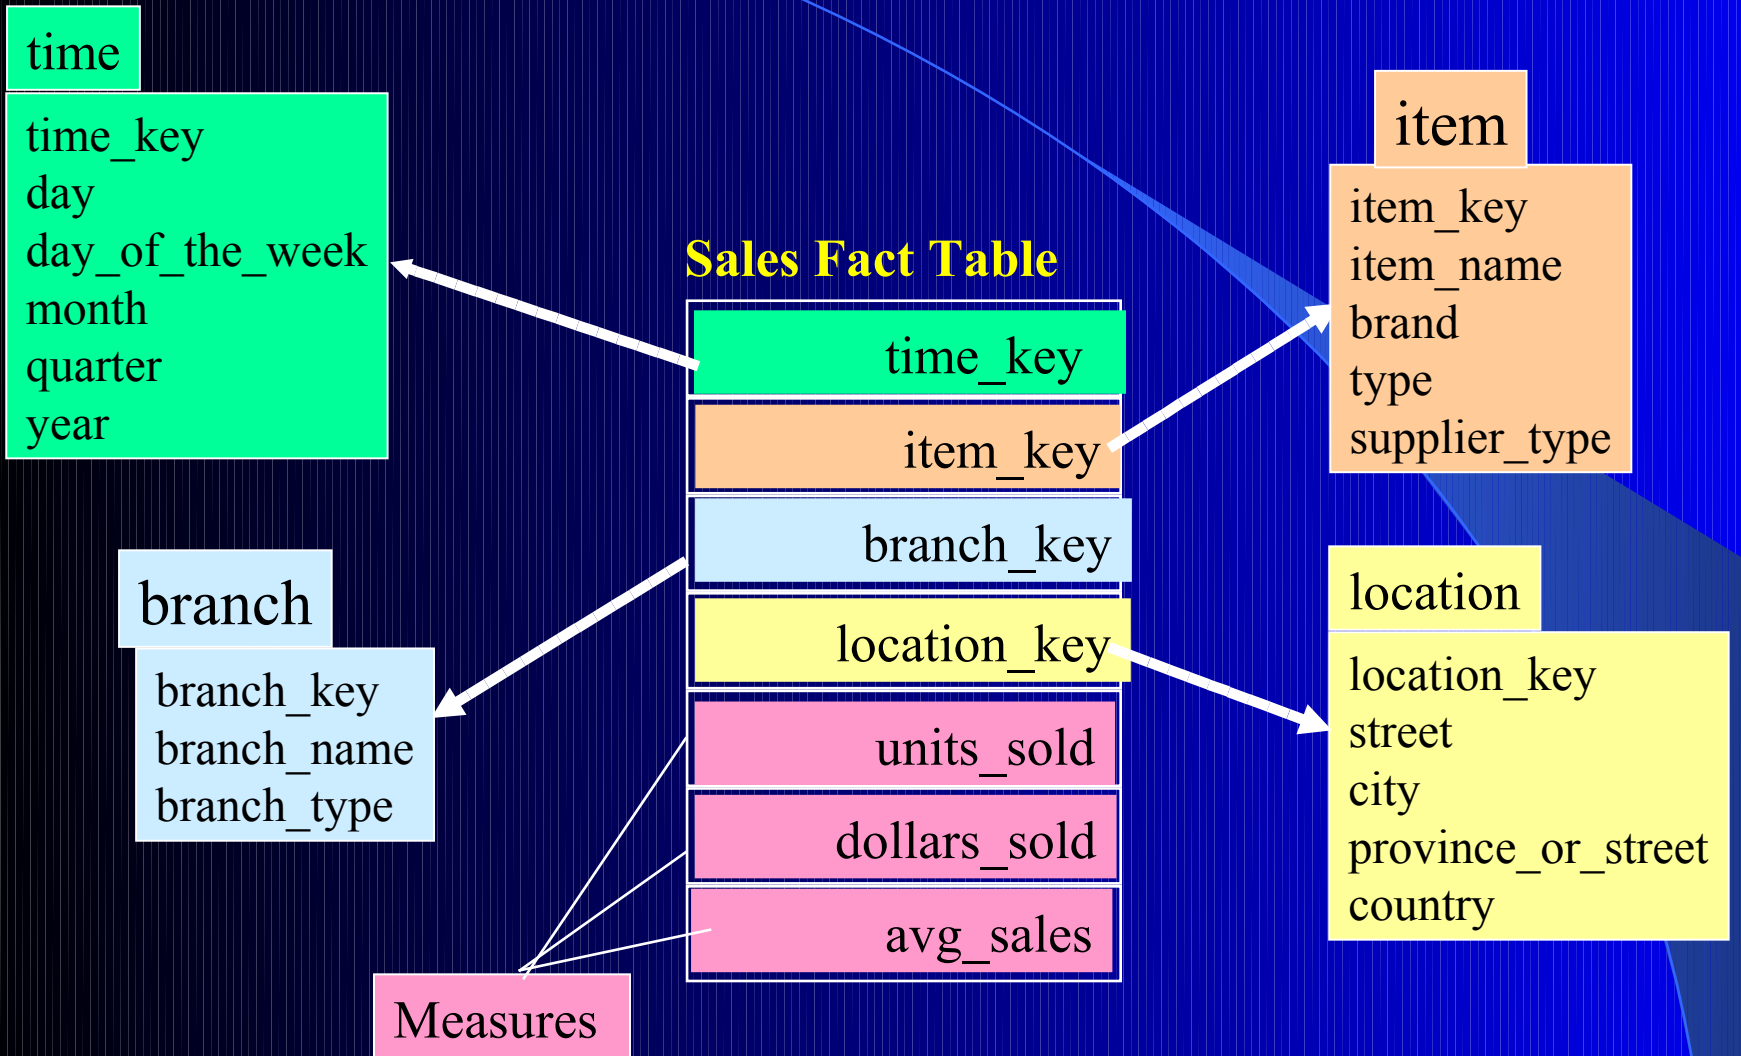 time
time_key
day
day_of_the_week
month
quarter
year
item
item_key
item_name
brand
type
supplier_type
Sales Fact Table
time_key
item_key
branch_key
location_key
units_sold
dollars_sold
avg_sales
branch
branch_key
branch_name
branch_type
location
location_key
street
city
province_or_street
country
Measures